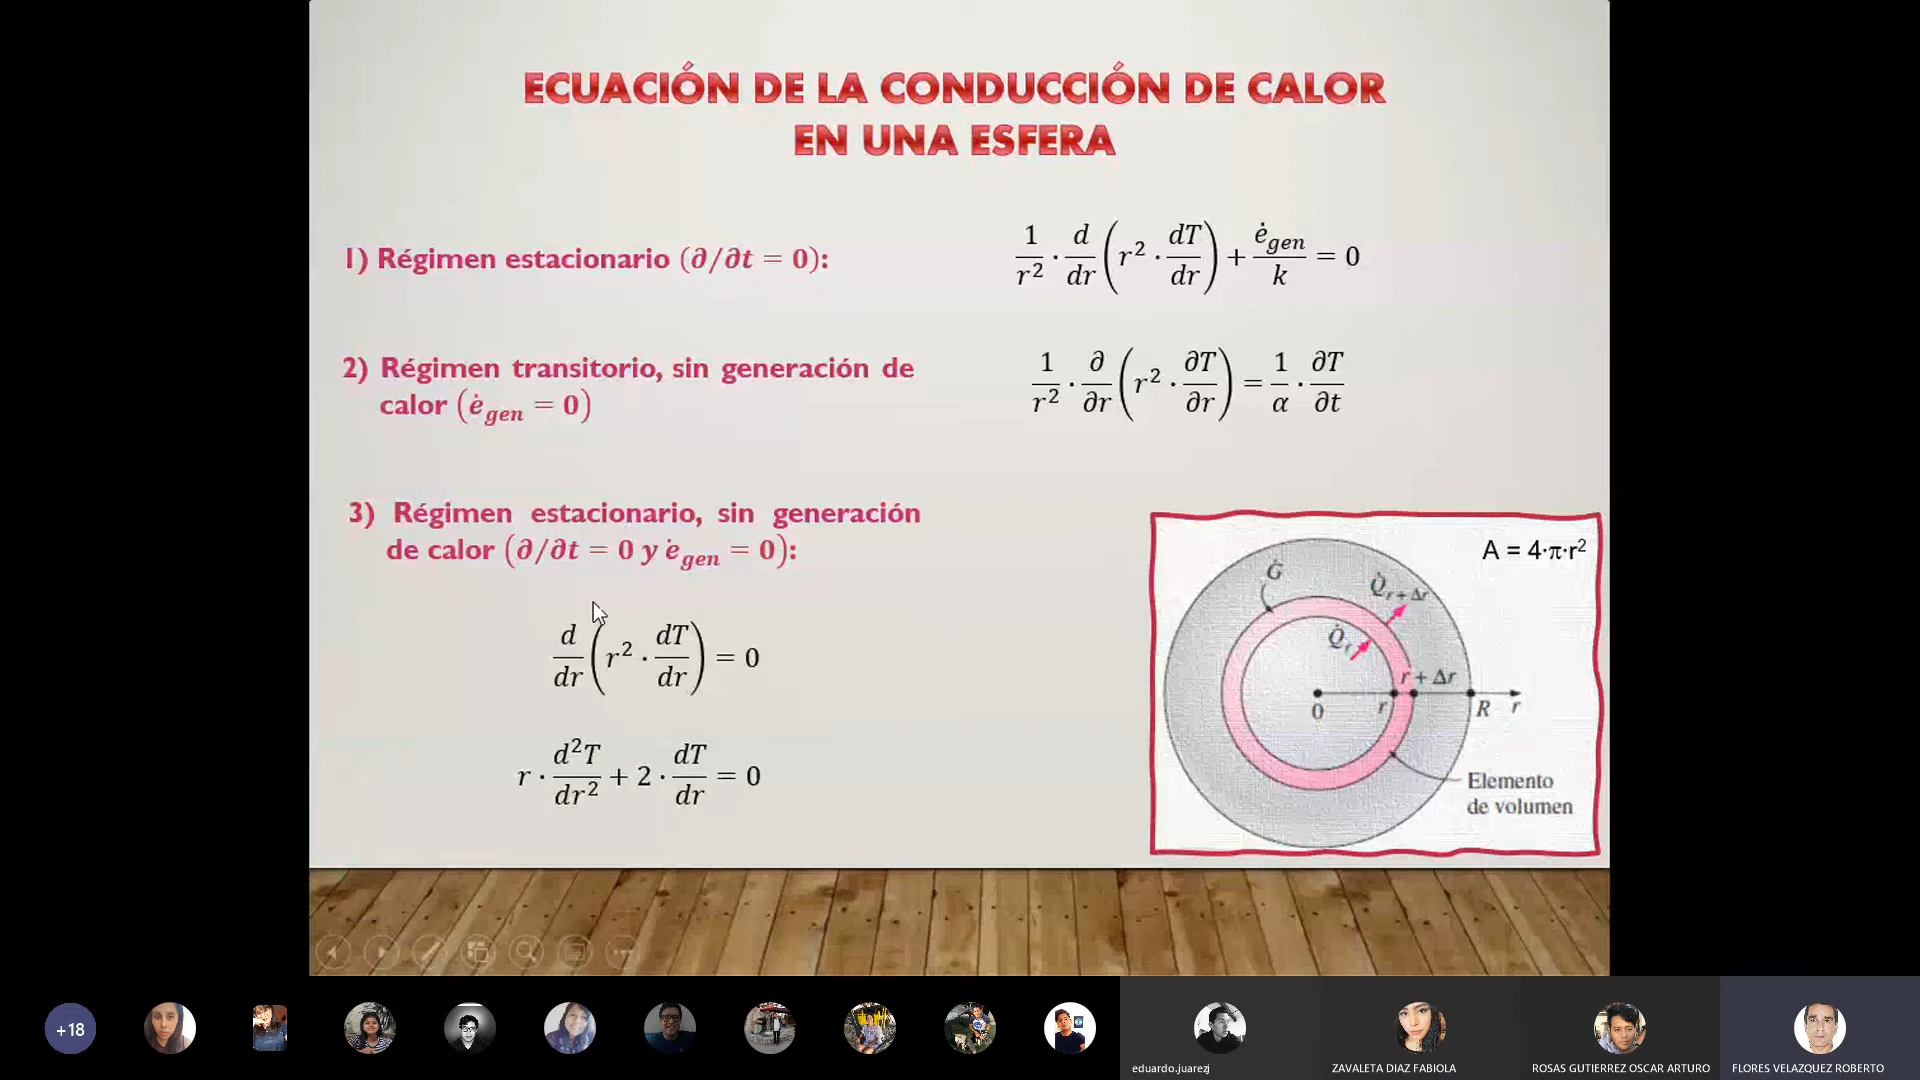 ECUACIÓN DE LA CONDUCCIÓN DE CALOR
EN UNA ESFERA
1) Régimen estacionario (∂/∂t = 0):
1/r² · d/dr (r² · dT/dr) + ė_gen/k = 0
2) Régimen transitorio, sin generación de
calor (ė_gen = 0)
1/r² · ∂/∂r (r² · ∂T/∂r) = 1/α · ∂T/∂t
3) Régimen estacionario, sin generación
de calor (∂/∂t = 0 y ė_gen = 0):
d/dr (r² · dT/dr) = 0
r · d²T/dr² + 2 · dT/dr = 0
A = 4·π·r²
Ġ
Q̇_r + Δr
Q̇_r
r + Δr
0
r
R
r
Elemento
de volumen
+18
eduardo.juarezj
ZAVALETA DIAZ FABIOLA
ROSAS GUTIERREZ OSCAR ARTURO
FLORES VELAZQUEZ ROBERTO